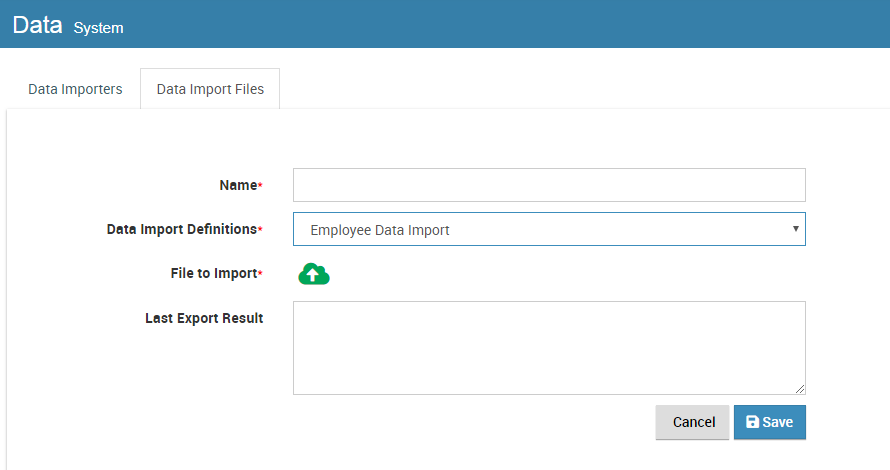 Data System
Data Importers Data Import Files
Name*
Data Import Definitions* Employee Data Import
File to Import*
Last Export Result
Cancel Save